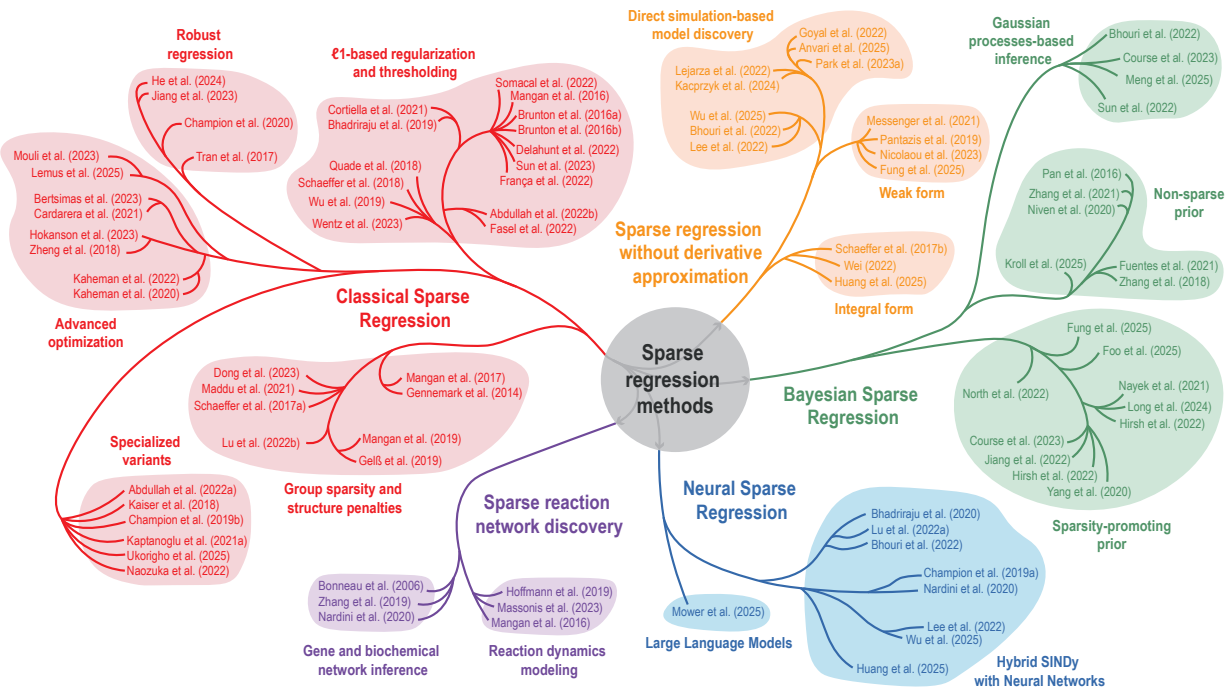 Sparse
regression
methods
Classical Sparse
Regression
Robust
regression
He et al. (2024)
Jiang et al. (2023)
Champion et al. (2020)
Tran et al. (2017)
ℓ1-based regularization
and thresholding
Somacal et al. (2022)
Mangan et al. (2016)
Brunton et al. (2016a)
Brunton et al. (2016b)
Delahunt et al. (2022)
Sun et al. (2023)
França et al. (2022)
Cortiella et al. (2021)
Bhadriraju et al. (2019)
Quade et al. (2018)
Schaeffer et al. (2018)
Wu et al. (2019)
Wentz et al. (2023)
Abdullah et al. (2022b)
Fasel et al. (2022)
Mouli et al. (2023)
Lemus et al. (2025)
Bertsimas et al. (2023)
Cardarera et al. (2021)
Hokanson et al. (2023)
Zheng et al. (2018)
Kaheman et al. (2022)
Kaheman et al. (2020)
Advanced
optimization
Dong et al. (2023)
Maddu et al. (2021)
Schaeffer et al. (2017a)
Mangan et al. (2017)
Gennemark et al. (2014)
Lu et al. (2022b)
Mangan et al. (2019)
Gelß et al. (2019)
Group sparsity and
structure penalties
Specialized
variants
Abdullah et al. (2022a)
Kaiser et al. (2018)
Champion et al. (2019b)
Kaptanoglu et al. (2021a)
Ukorigho et al. (2025)
Naozuka et al. (2022)
Sparse regression
without derivative
approximation
Direct simulation-based
model discovery
Goyal et al. (2022)
Anvari et al. (2025)
Park et al. (2023a)
Lejarza et al. (2022)
Kacprzyk et al. (2024)
Wu et al. (2025)
Bhouri et al. (2022)
Lee et al. (2022)
Messenger et al. (2021)
Pantazis et al. (2019)
Nicolaou et al. (2023)
Fung et al. (2025)
Weak form
Schaeffer et al. (2017b)
Wei (2022)
Huang et al. (2025)
Integral form
Bayesian Sparse
Regression
Gaussian
processes-based
inference
Bhouri et al. (2022)
Course et al. (2023)
Meng et al. (2025)
Sun et al. (2022)
Pan et al. (2016)
Zhang et al. (2021)
Niven et al. (2020)
Non-sparse
prior
Kroll et al. (2025)
Fuentes et al. (2021)
Zhang et al. (2018)
Fung et al. (2025)
Foo et al. (2025)
North et al. (2022)
Nayek et al. (2021)
Long et al. (2024)
Hirsh et al. (2022)
Course et al. (2023)
Jiang et al. (2022)
Hirsh et al. (2022)
Yang et al. (2020)
Sparsity-promoting
prior
Sparse reaction
network discovery
Bonneau et al. (2006)
Zhang et al. (2019)
Nardini et al. (2020)
Gene and biochemical
network inference
Hoffmann et al. (2019)
Massonis et al. (2023)
Mangan et al. (2016)
Reaction dynamics
modeling
Neural Sparse
Regression
Mower et al. (2025)
Large Language Models
Bhadriraju et al. (2020)
Lu et al. (2022a)
Bhouri et al. (2022)
Champion et al. (2019a)
Nardini et al. (2020)
Lee et al. (2022)
Wu et al. (2025)
Huang et al. (2025)
Hybrid SINDy
with Neural Networks